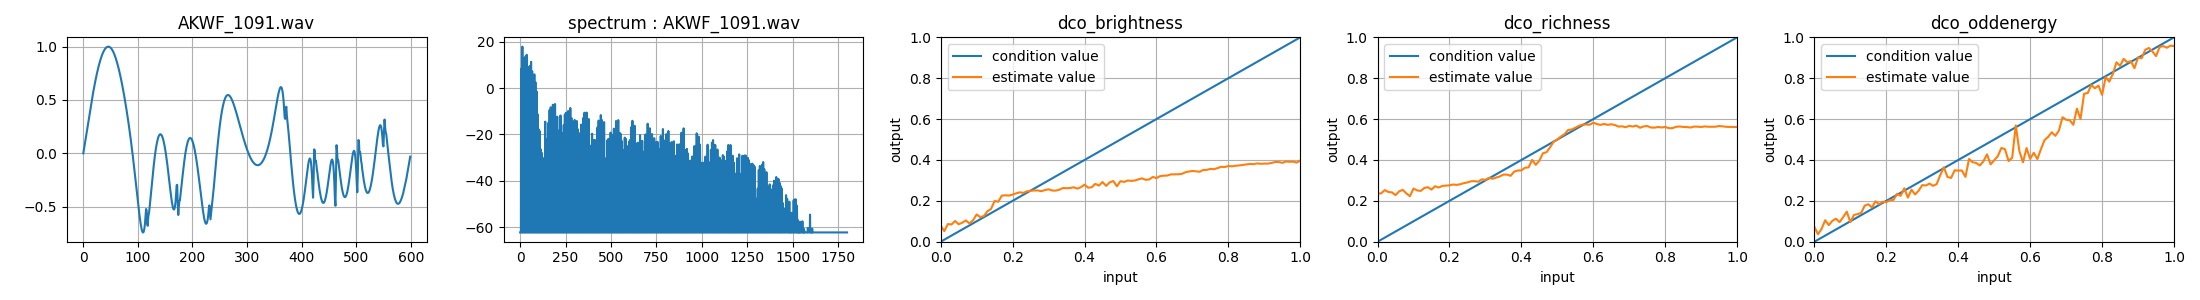 AKWF_1091.wav
1.0
0.5
0.0
−0.5
0 100 200 300 400 500 600
spectrum : AKWF_1091.wav
20
0
−20
−40
−60
0 250 500 750 1000 1250 1500 1750
dco_brightness
condition value
estimate value
output
1.0
0.8
0.6
0.4
0.2
0.0
0.0 0.2 0.4 0.6 0.8 1.0
input
dco_richness
condition value
estimate value
output
1.0
0.8
0.6
0.4
0.2
0.0
0.0 0.2 0.4 0.6 0.8 1.0
input
dco_oddenergy
condition value
estimate value
output
1.0
0.8
0.6
0.4
0.2
0.0
0.0 0.2 0.4 0.6 0.8 1.0
input